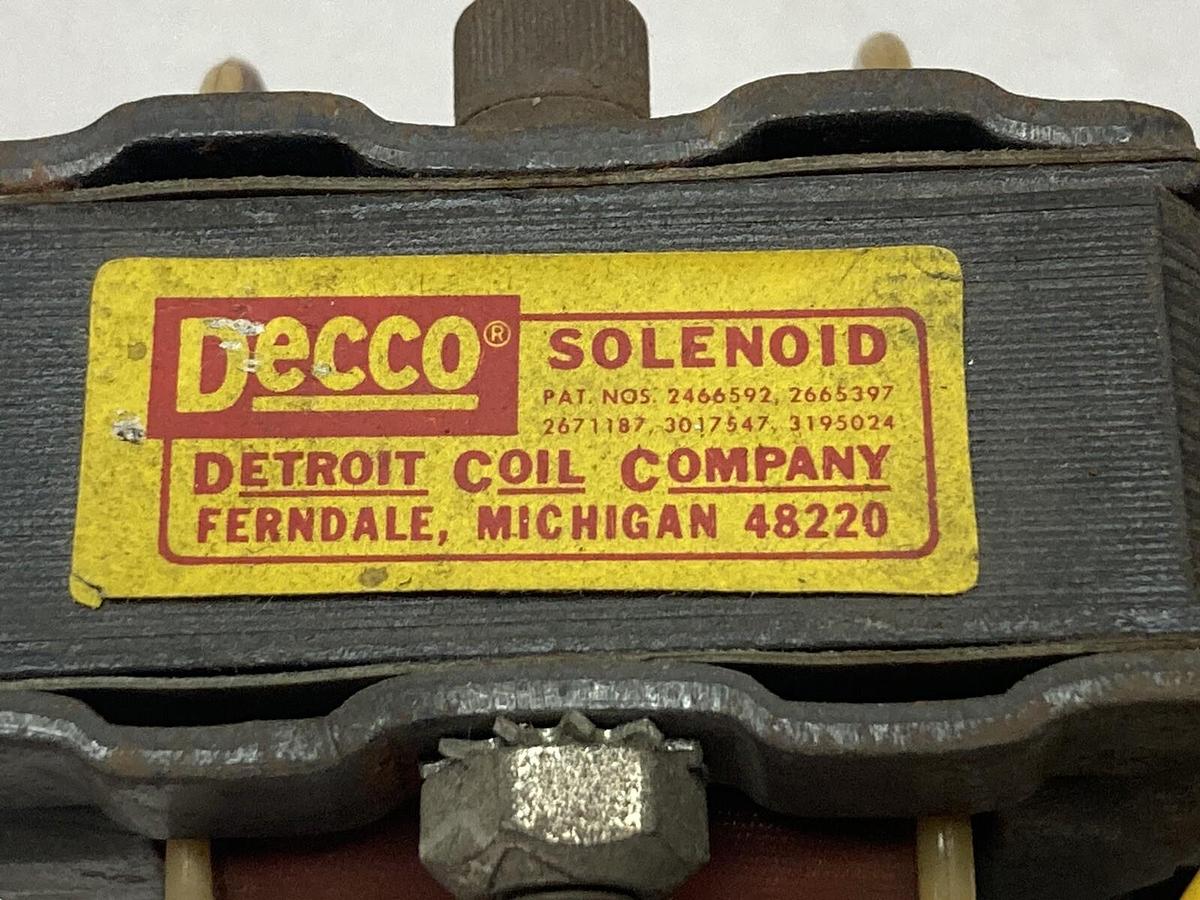 Decco® SOLENOID
PAT. NOS. 2466592, 2665397
2671187, 3017547, 3195024
DETROIT COIL COMPANY
FERNDALE, MICHIGAN 48220